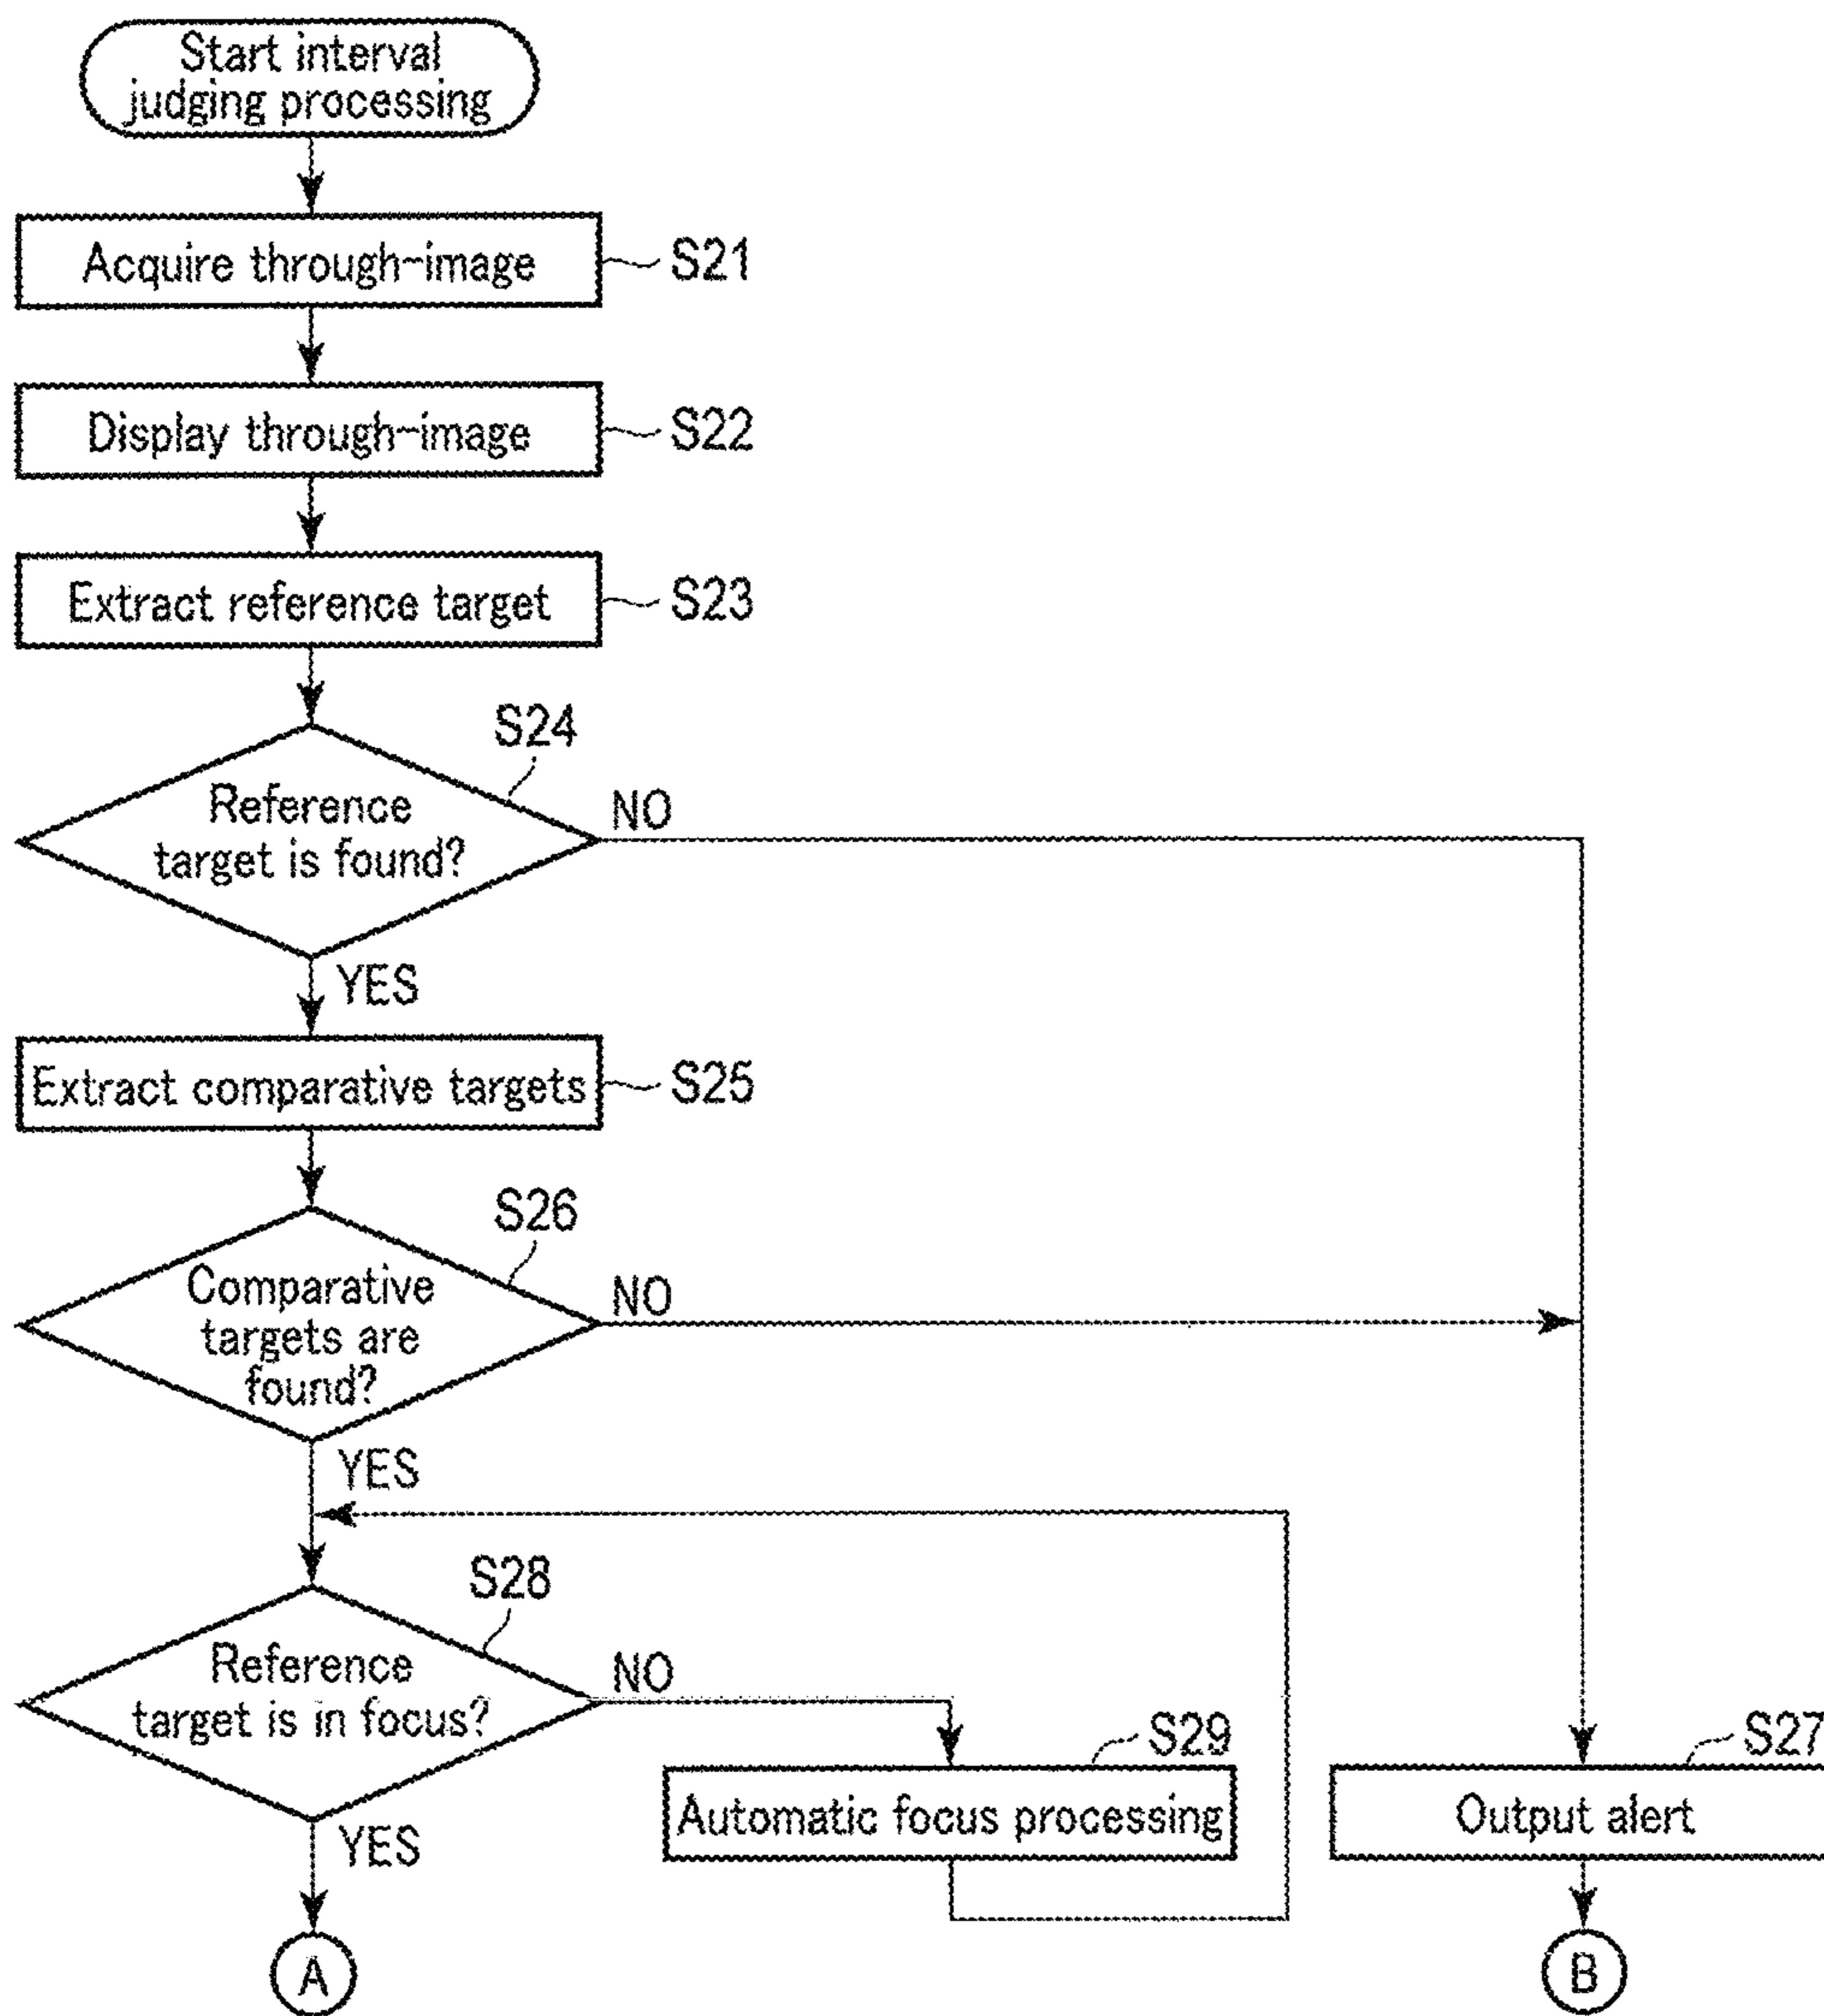 Start interval
judging processing
Acquire through-image
S21
Display through-image
S22
Extract reference target
S23
S24
Reference
target is found?
NO
YES
Extract comparative targets
S25
S26
Comparative
targets are
found?
NO
YES
S28
Reference
target is in focus?
NO
YES
S29
Automatic focus processing
S27
Output alert
A
B